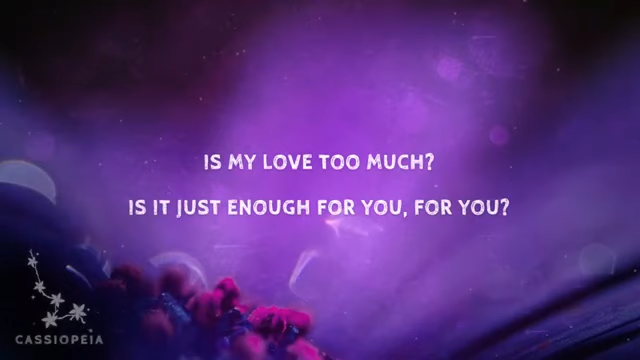 IS MY LOVE TOO MUCH?
IS IT JUST ENOUGH FOR YOU, FOR YOU?
CASSIOPEIA